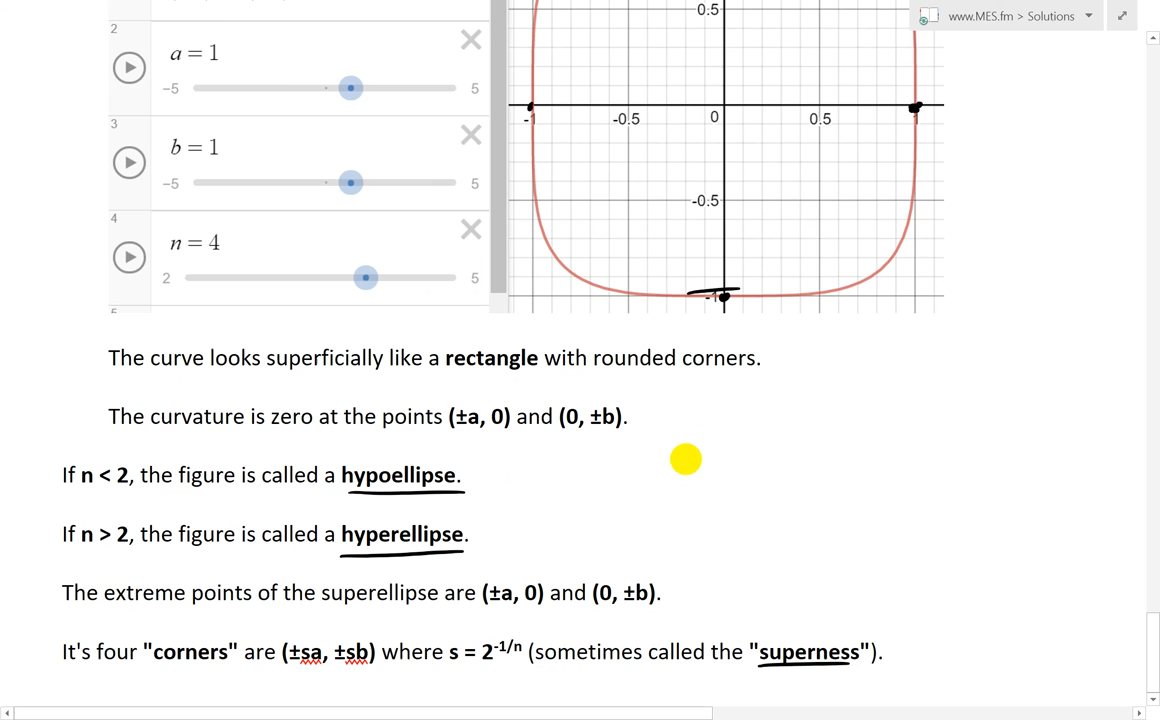 www.MES.fm > Solutions
2
a = 1
-5 5
3
b = 1
-5 5
4
n = 4
2 5
0.5
-1 -0.5 0 0.5 1
-0.5
-1
The curve looks superficially like a rectangle with rounded corners.
The curvature is zero at the points (±a, 0) and (0, ±b).
If n < 2, the figure is called a hypoellipse.
If n > 2, the figure is called a hyperellipse.
The extreme points of the superellipse are (±a, 0) and (0, ±b).
It's four "corners" are (±sa, ±sb) where s = 2^-1/n (sometimes called the "superness").